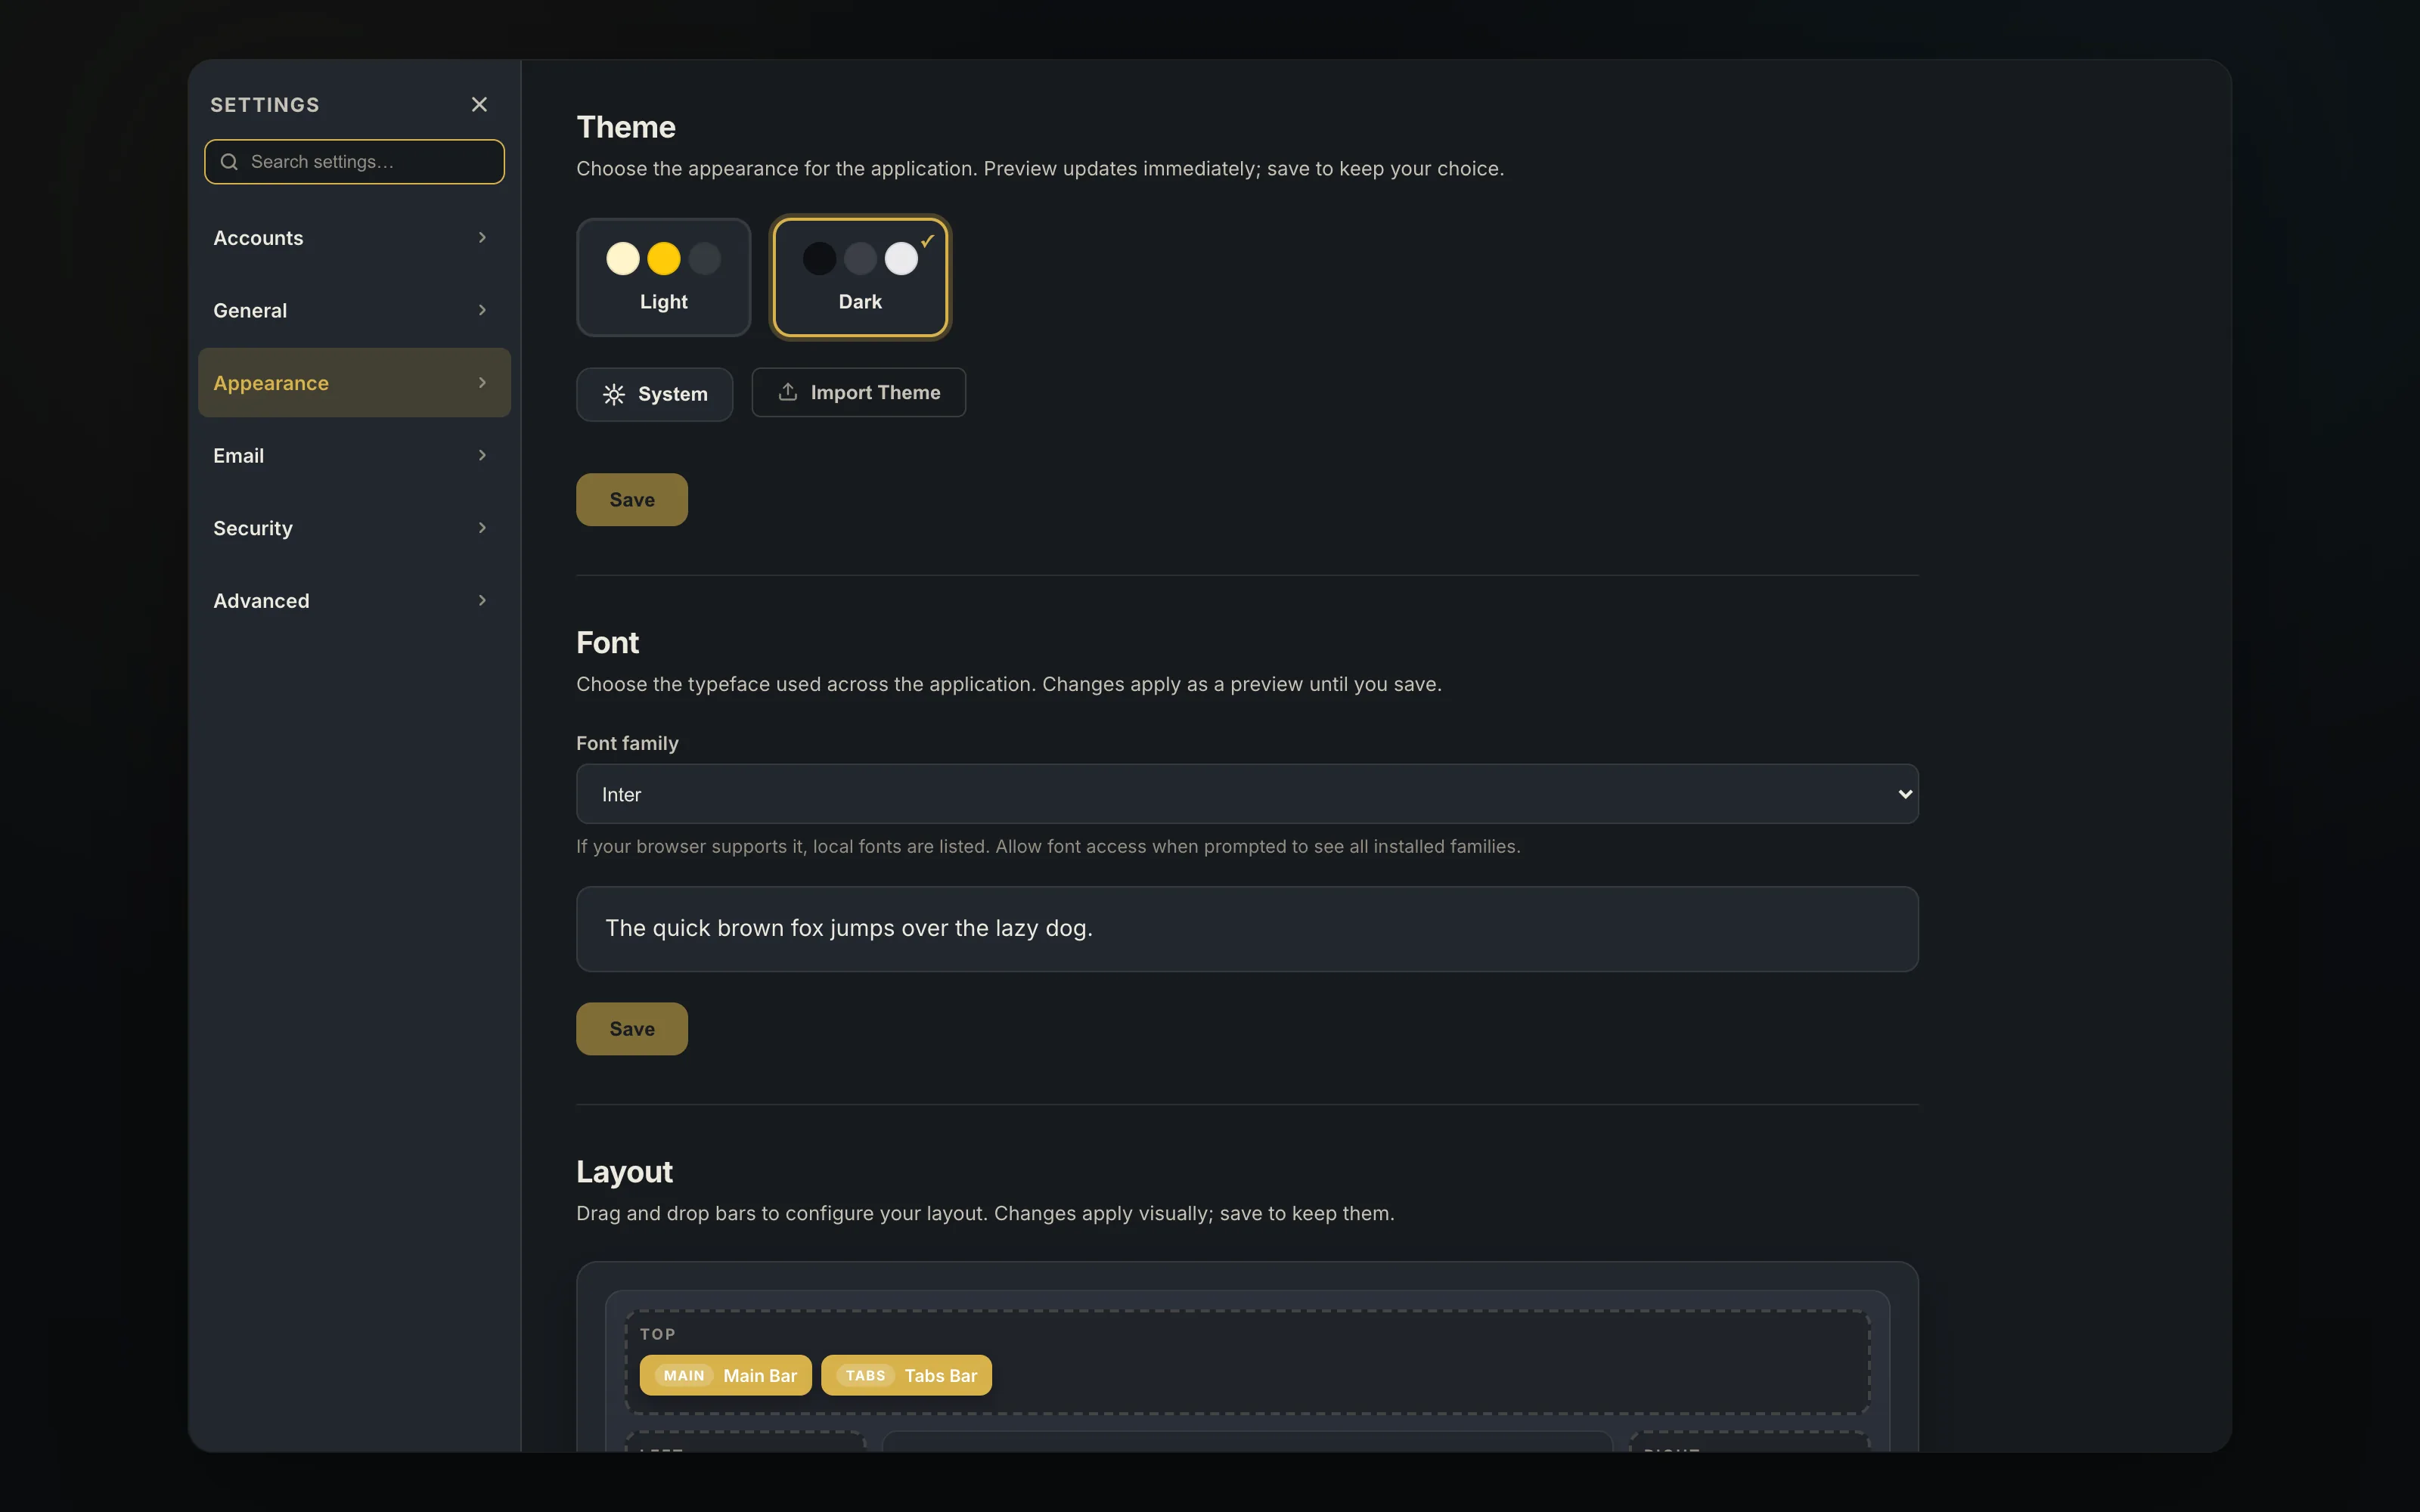 SETTINGS
Search settings...
Accounts
General
Appearance
Email
Security
Advanced
Theme
Choose the appearance for the application. Preview updates immediately; save to keep your choice.
Light
Dark
System
Import Theme
Save
Font
Choose the typeface used across the application. Changes apply as a preview until you save.
Font family
Inter
If your browser supports it, local fonts are listed. Allow font access when prompted to see all installed families.
The quick brown fox jumps over the lazy dog.
Save
Layout
Drag and drop bars to configure your layout. Changes apply visually; save to keep them.
TOP
MAIN Main Bar
TABS Tabs Bar